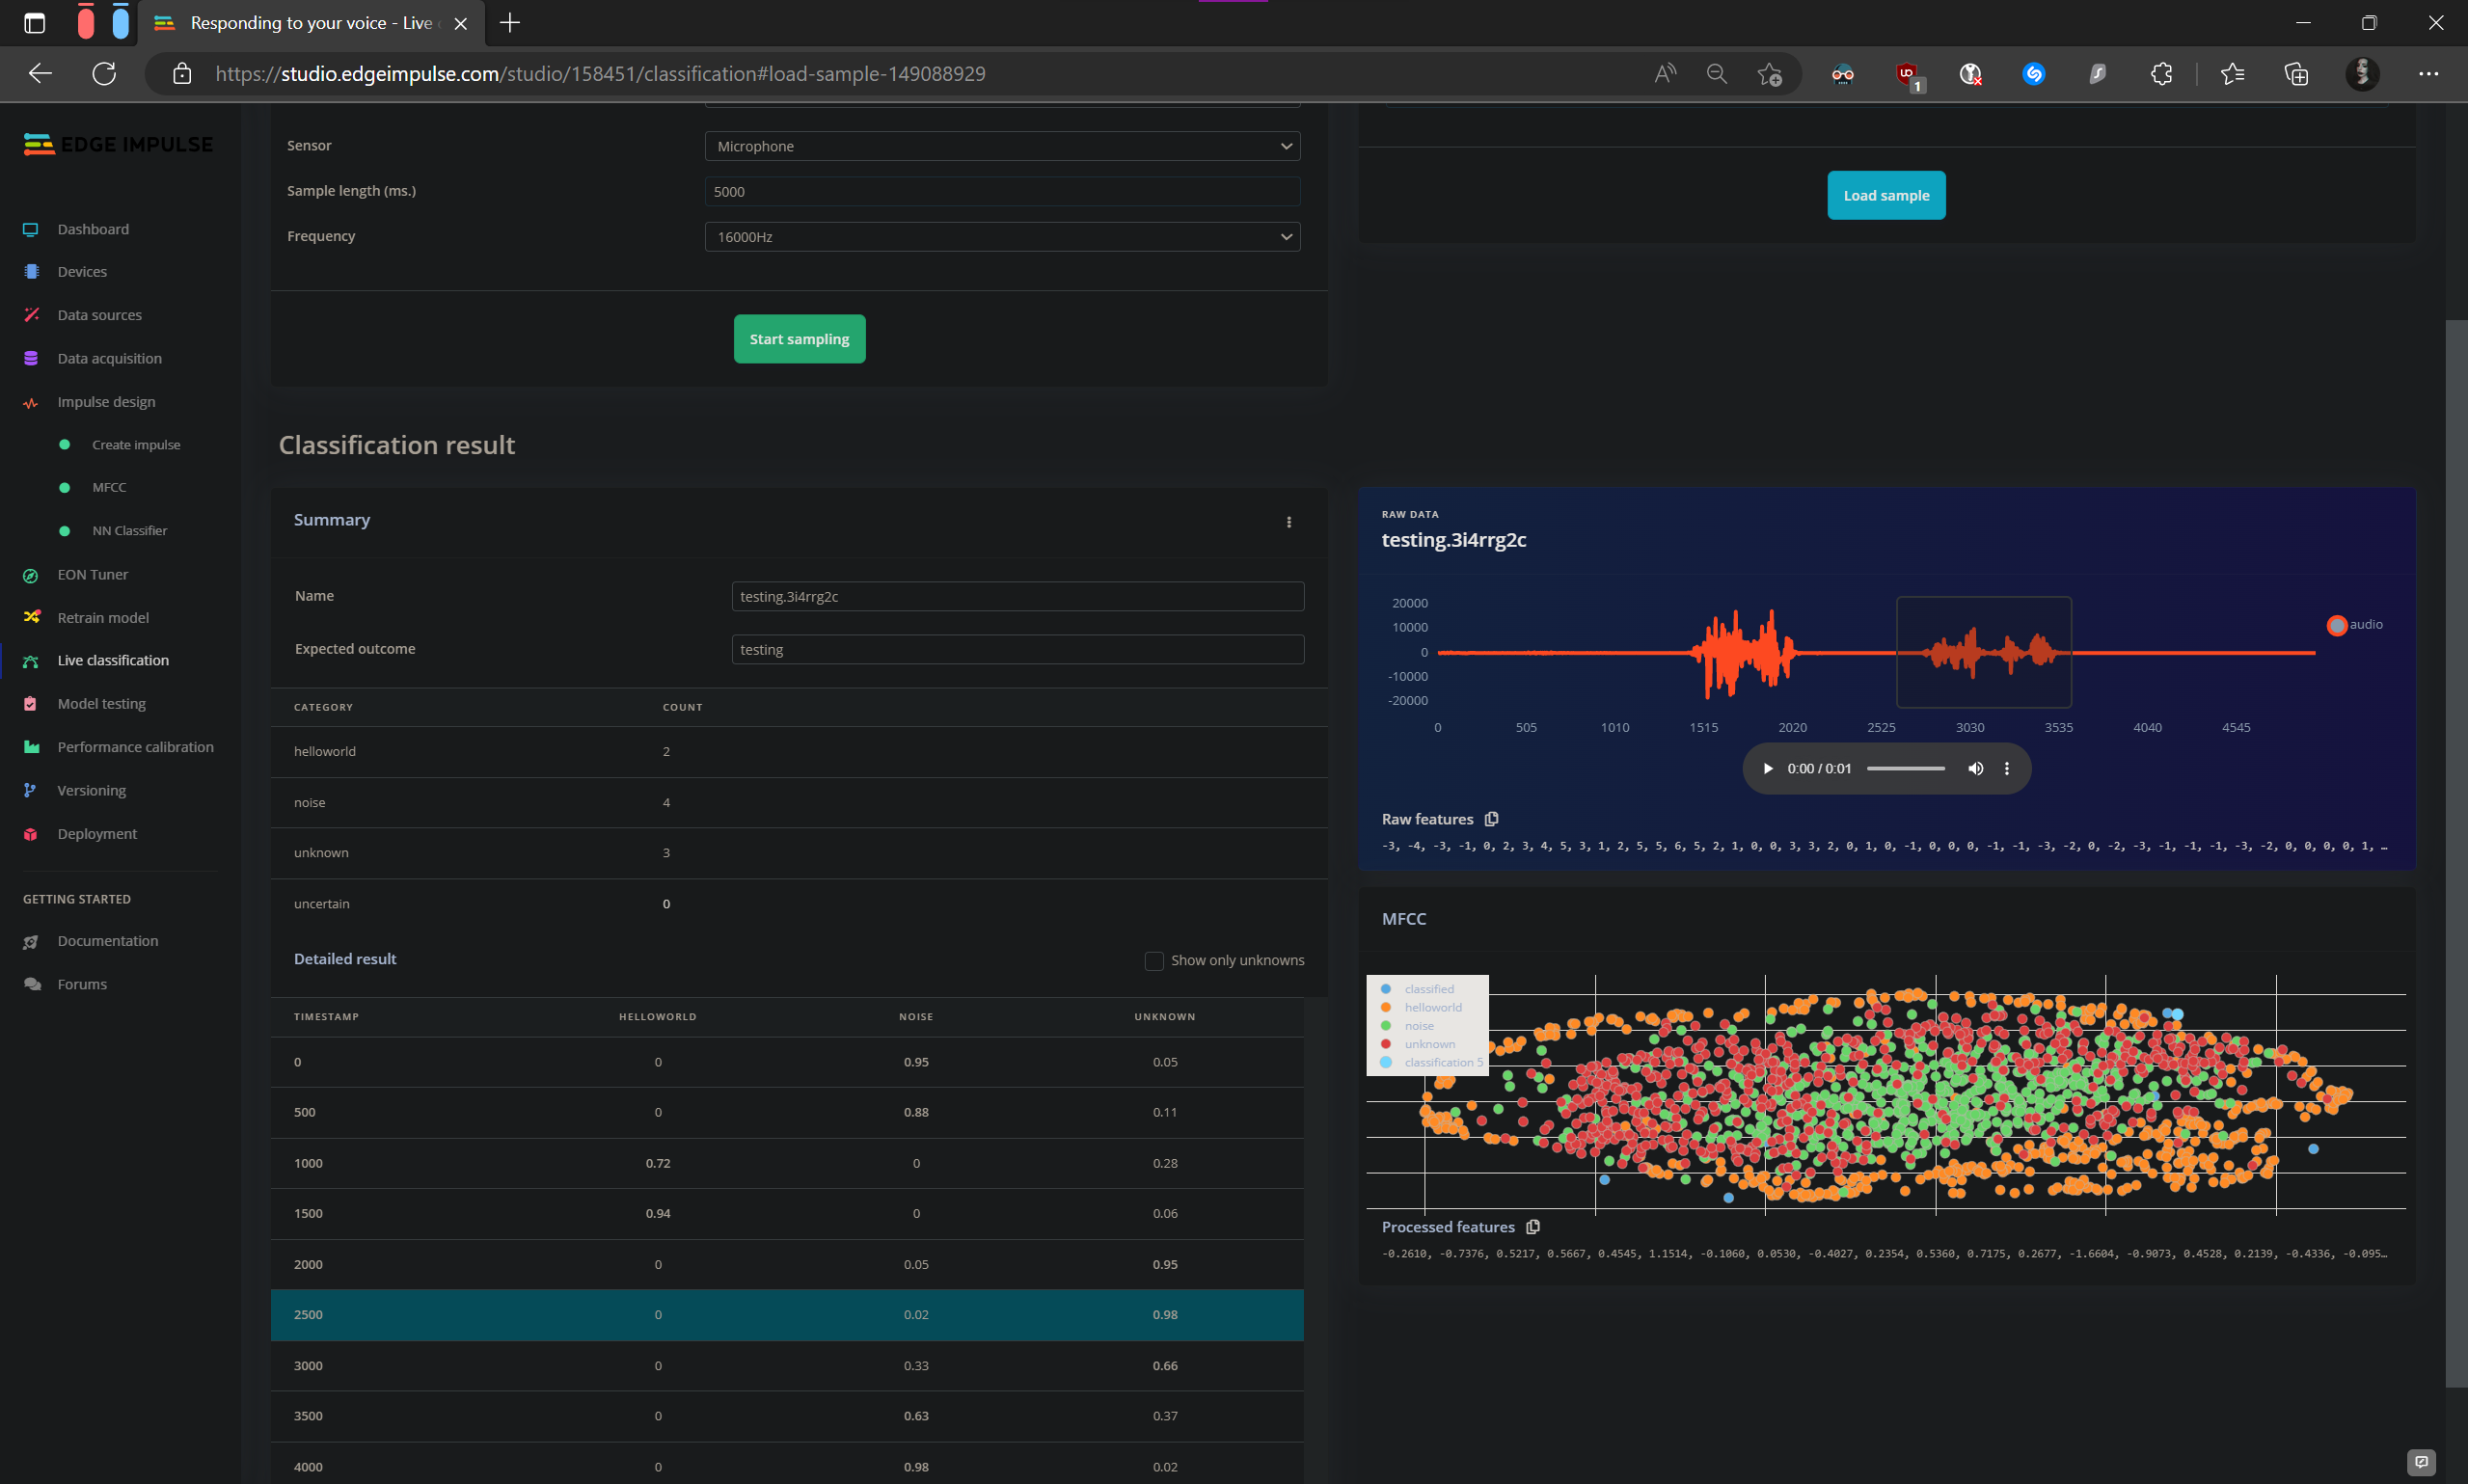 Responding to your voice - Live
https://studio.edgeimpulse.com/studio/158451/classification#load-sample-149088929
1
EDGE IMPULSE
Dashboard
Devices
Data sources
Data acquisition
Impulse design
Create impulse
MFCC
NN Classifier
EON Tuner
Retrain model
Live classification
Model testing
Performance calibration
Versioning
Deployment
GETTING STARTED
Documentation
Forums
Sensor
Microphone
Sample length (ms.)
5000
Frequency
16000Hz
Start sampling
Load sample
Classification result
Summary
Name
testing.3i4rrg2c
Expected outcome
testing
CATEGORY COUNT
helloworld 2
noise 4
unknown 3
uncertain 0
Detailed result
Show only unknowns
TIMESTAMP HELLOWORLD NOISE UNKNOWN
0 0 0.95 0.05
500 0 0.88 0.11
1000 0.72 0 0.28
1500 0.94 0 0.06
2000 0 0.05 0.95
2500 0 0.02 0.98
3000 0 0.33 0.66
3500 0 0.63 0.37
4000 0 0.98 0.02
RAW DATA
testing.3i4rrg2c
20000
10000
0
-10000
-20000
0 505 1010 1515 2020 2525 3030 3535 4040 4545
audio
0:00 / 0:01
Raw features
-3, -4, -3, -1, 0, 2, 3, 4, 5, 3, 1, 2, 5, 5, 6, 5, 2, 1, 0, 0, 3, 3, 2, 0, 1, 0, -1, 0, 0, 0, -1, -1, -3, -2, 0, -2, -3, -1, -1, -1, -3, -2, 0, 0, 0, 0, 1, …
MFCC
classified
helloworld
noise
unknown
classification 5
Processed features
-0.2610, -0.7376, 0.5217, 0.5667, 0.4545, 1.1514, -0.1060, 0.0530, -0.4027, 0.2354, 0.5360, 0.7175, 0.2677, -1.6604, -0.9073, 0.4528, 0.2139, -0.4336, -0.095…